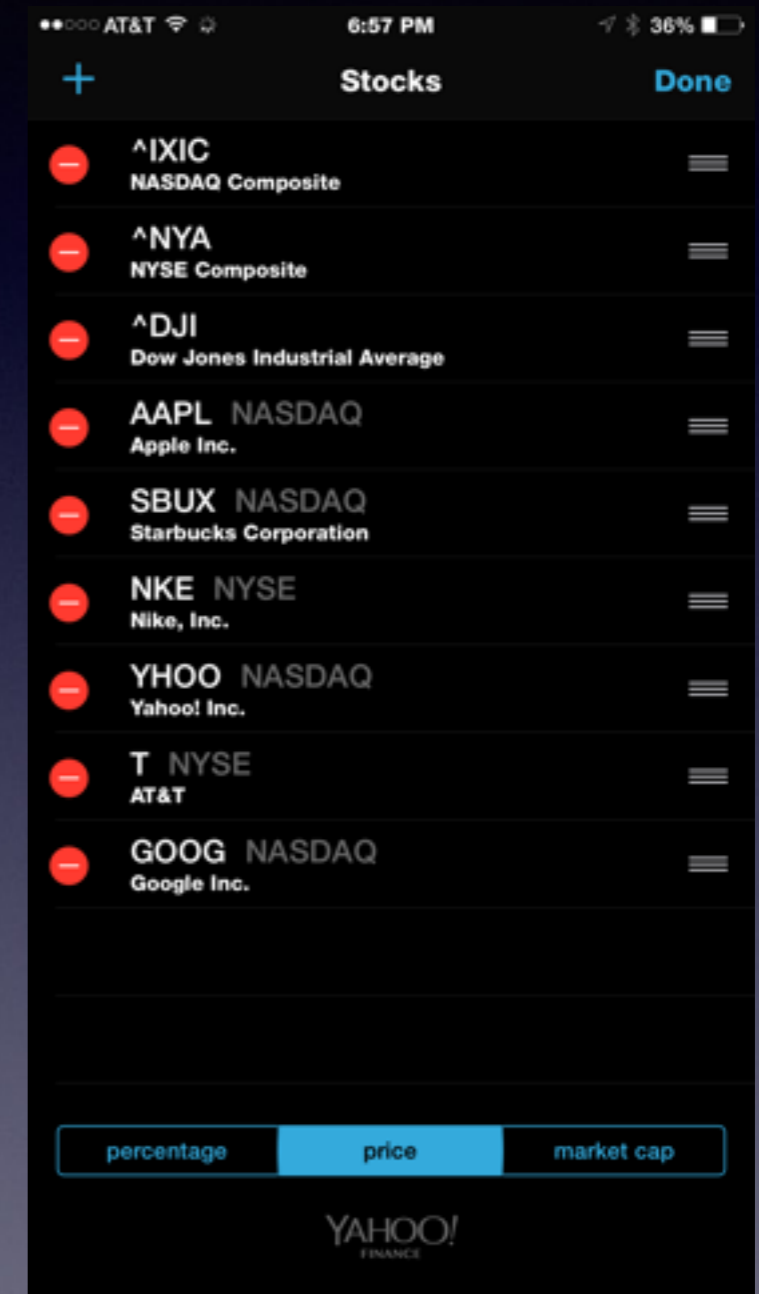 AT&T 6:57 PM 36%
+ Stocks Done
^IXIC
NASDAQ Composite
^NYA
NYSE Composite
^DJI
Dow Jones Industrial Average
AAPL NASDAQ
Apple Inc.
SBUX NASDAQ
Starbucks Corporation
NKE NYSE
Nike, Inc.
YHOO NASDAQ
Yahoo! Inc.
T NYSE
AT&T
GOOG NASDAQ
Google Inc.
percentage price market cap
YAHOO!
FINANCE